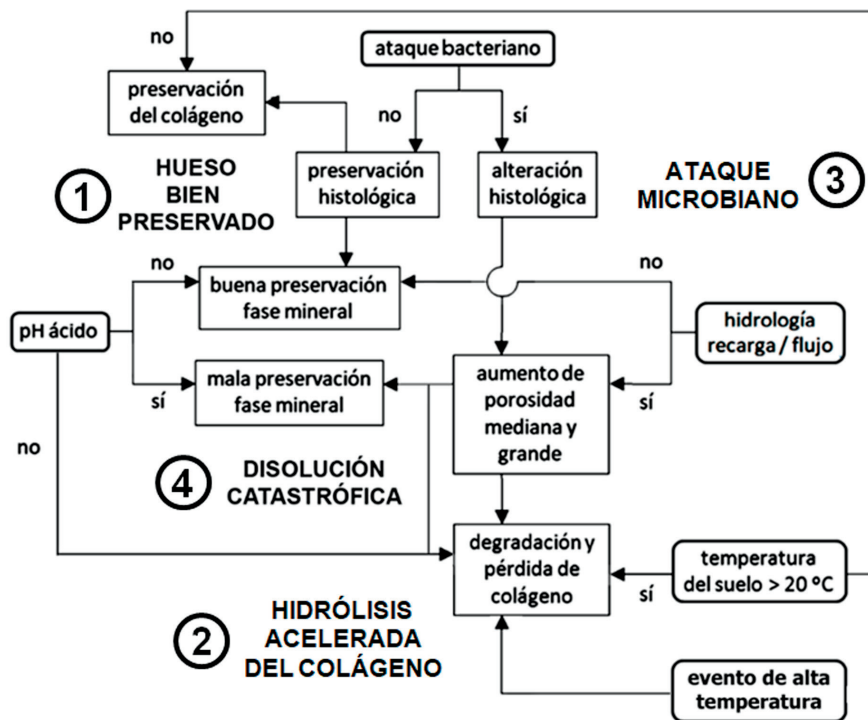 no
ataque bacteriano
preservación
del colágeno
no
sí
1
HUESO
BIEN
PRESERVADO
preservación
histológica
alteración
histológica
ATAQUE
MICROBIANO
3
no
buena preservación
fase mineral
no
pH ácido
hidrología
recarga / flujo
sí
mala preservación
fase mineral
aumento de
porosidad
mediana y
grande
sí
no
4
DISOLUCIÓN
CATASTRÓFICA
degradación y
pérdida de
colágeno
temperatura
del suelo > 20 °C
sí
2
HIDRÓLISIS
ACELERADA
DEL COLÁGENO
evento de alta
temperatura